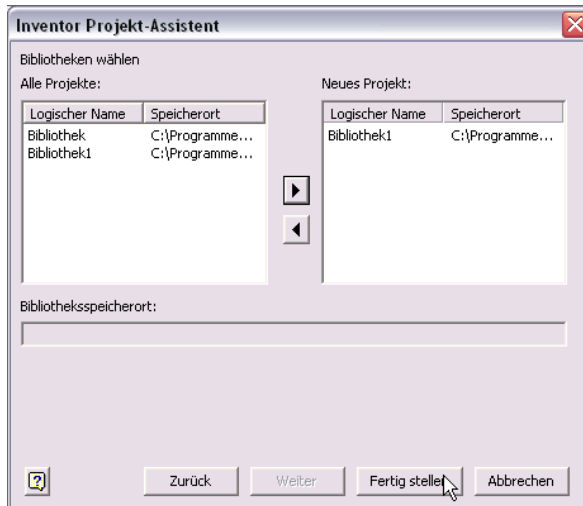 Inventor Projekt-Assistent
Bibliotheken wählen
Alle Projekte:
Neues Projekt:
Logischer Name Speicherort
Bibliothek C:\Programme...
Bibliothek1 C:\Programme...
Logischer Name Speicherort
Bibliothek1 C:\Programme...
Bibliotheksspeicherort:
Zurück Weiter Fertig stellen Abbrechen